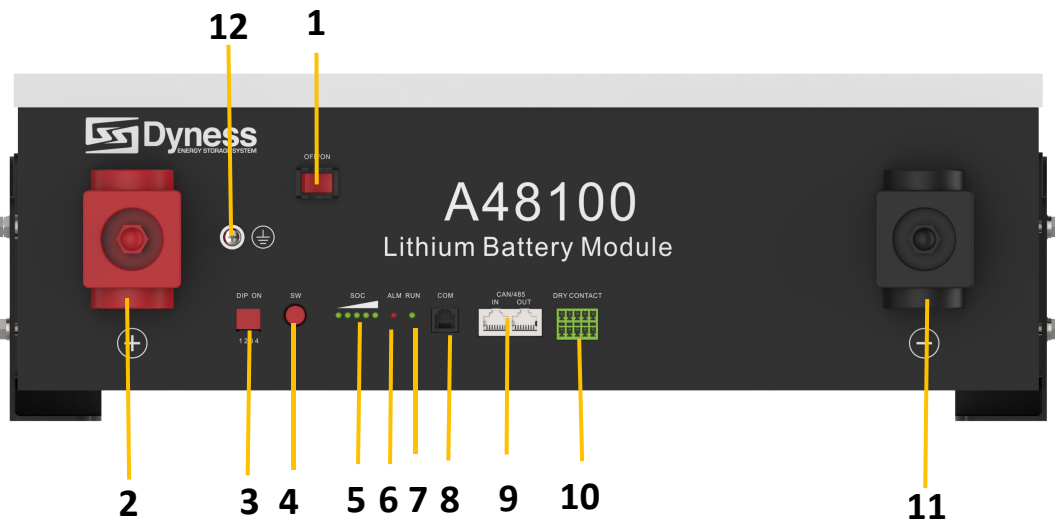 12 1
Dyness
ENERGY STORAGE SYSTEM
OFF/ON
A48100
Lithium Battery Module
DIP ON SW SOC ALM RUN COM CAN/485 DRY CONTACT
IN OUT
1 2 3 4
+ −
2 3 4 5 6 7 8 9 10 11